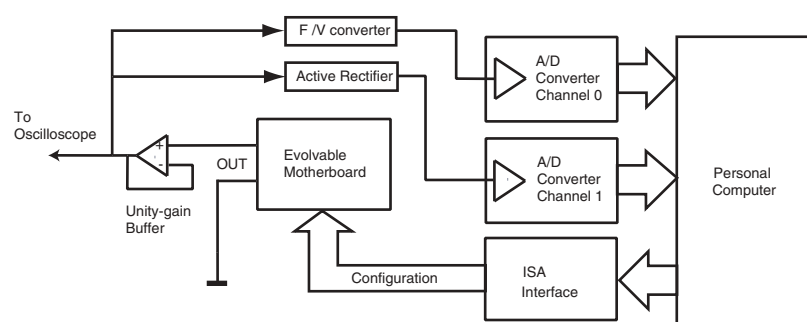 F /V converter
Active Rectifier
A/D
Converter
Channel 0
To
Oscilloscope
+
-
OUT
Evolvable
Motherboard
A/D
Converter
Channel 1
Personal
Computer
Unity-gain
Buffer
Configuration
ISA
Interface